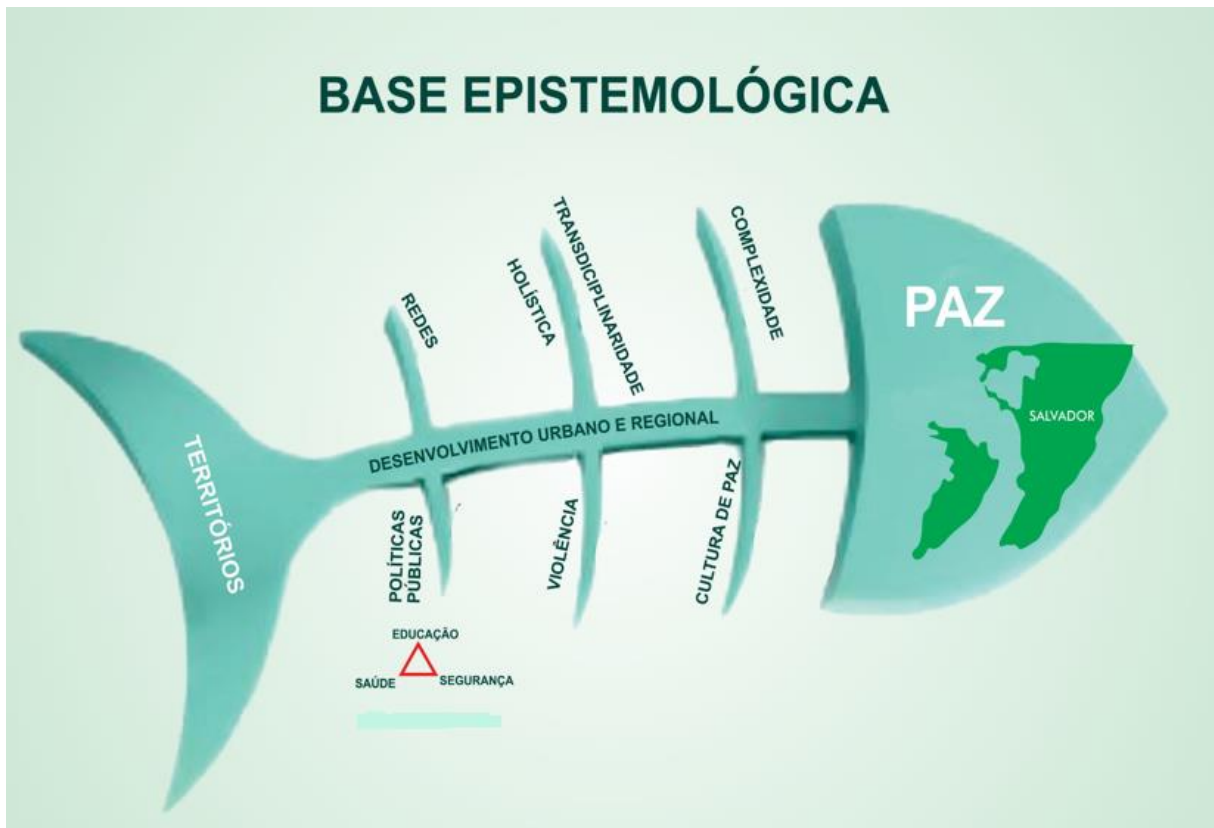 BASE EPISTEMOLÓGICA
REDES
HOLÍSTICA
TRANSDICIPLINARIDADE
COMPLEXIDADE
PAZ
SALVADOR
DESENVOLVIMENTO URBANO E REGIONAL
TERRITÓRIOS
POLÍTICAS
PÚBLICAS
VIOLÊNCIA
CULTURA DE PAZ
EDUCAÇÃO
SAÚDE
SEGURANÇA